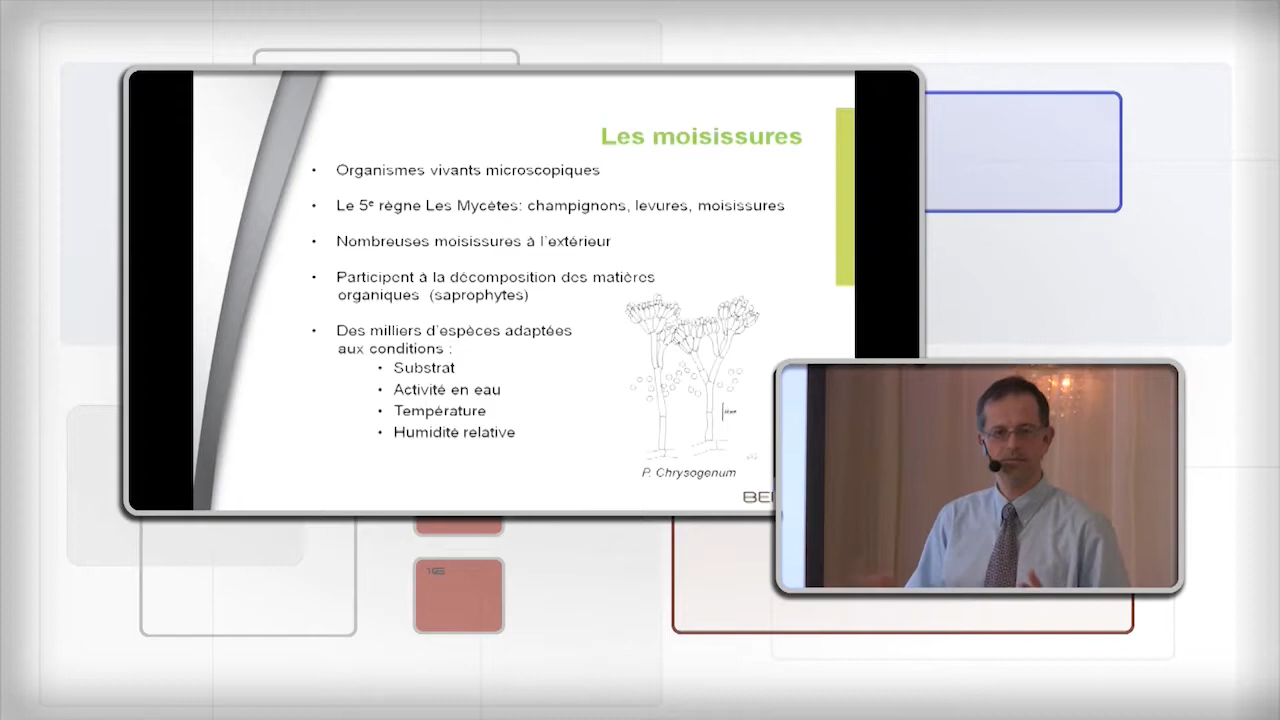 Les moisissures
• Organismes vivants microscopiques
• Le 5e règne Les Mycètes: champignons, levures, moisissures
• Nombreuses moisissures à l'extérieur
• Participent à la décomposition des matières
organiques (saprophytes)
• Des milliers d'espèces adaptées
aux conditions :
• Substrat
• Activité en eau
• Température
• Humidité relative
P. Chrysogenum